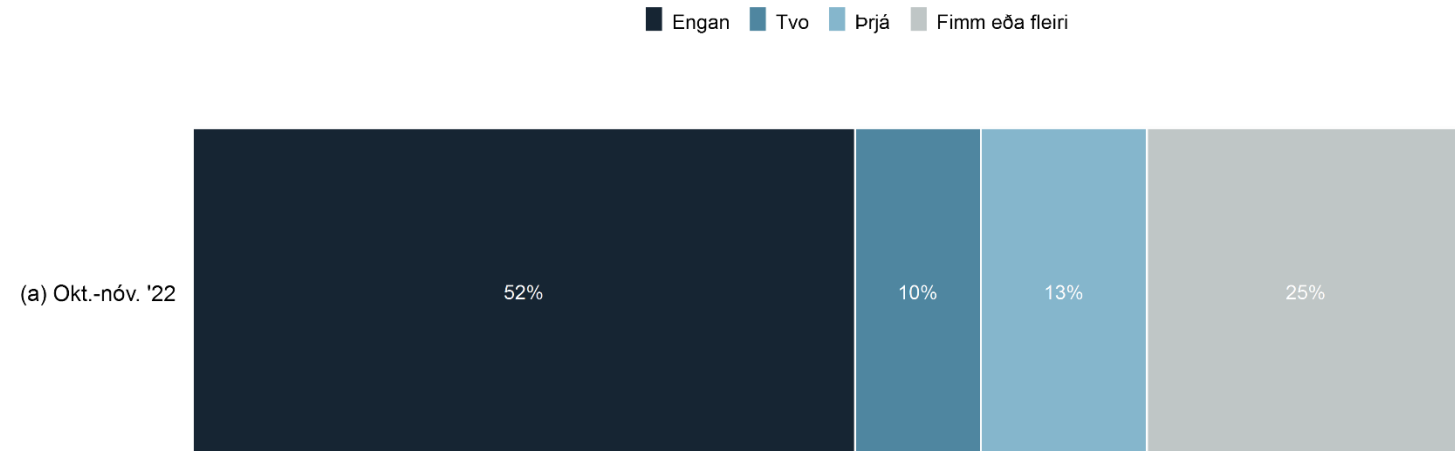 Engan Tvo Þrjá Fimm eða fleiri
(a) Okt.-nóv. '22 52% 10% 13% 25%